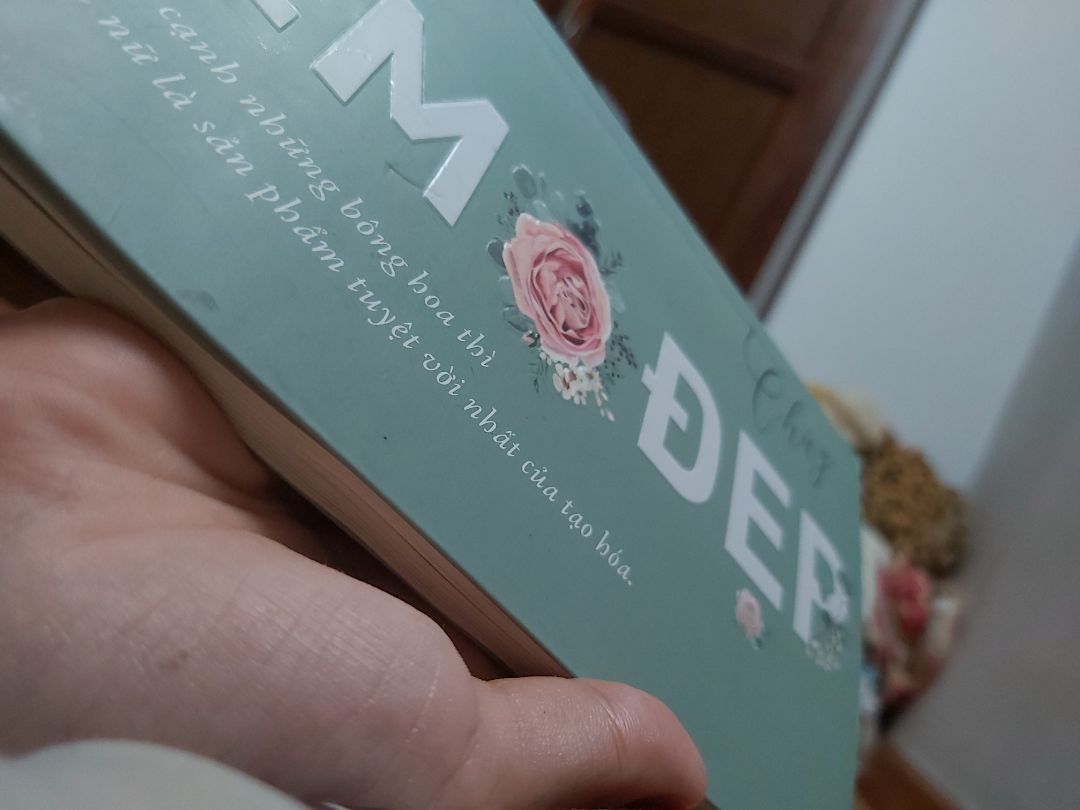 M ĐẸP
cạnh những bông hoa thì
nữ là sản phẩm tuyệt vời nhất của tạo hóa.